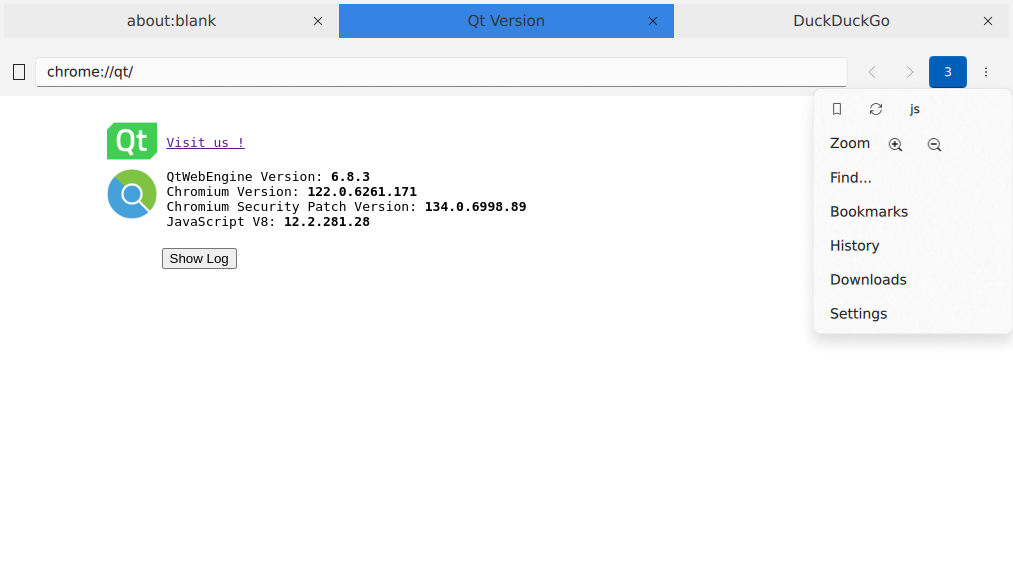 about:blank Qt Version DuckDuckGo
chrome://qt/ 3
js
Zoom
Find...
Bookmarks
History
Downloads
Settings
Qt Visit us !
QtWebEngine Version: 6.8.3
Chromium Version: 122.0.6261.171
Chromium Security Patch Version: 134.0.6998.89
JavaScript V8: 12.2.281.28
Show Log